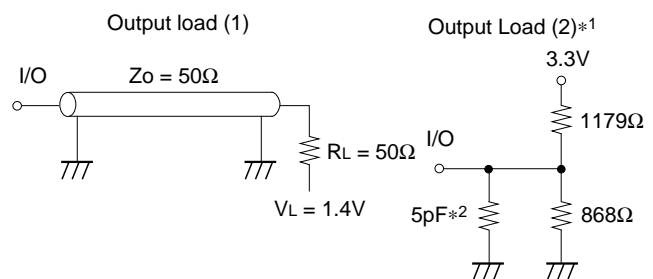 Output load (1)
I/O
Zo = 50Ω
RL = 50Ω
VL = 1.4V
Output Load (2)*1
3.3V
1179Ω
I/O
5pF*2
868Ω